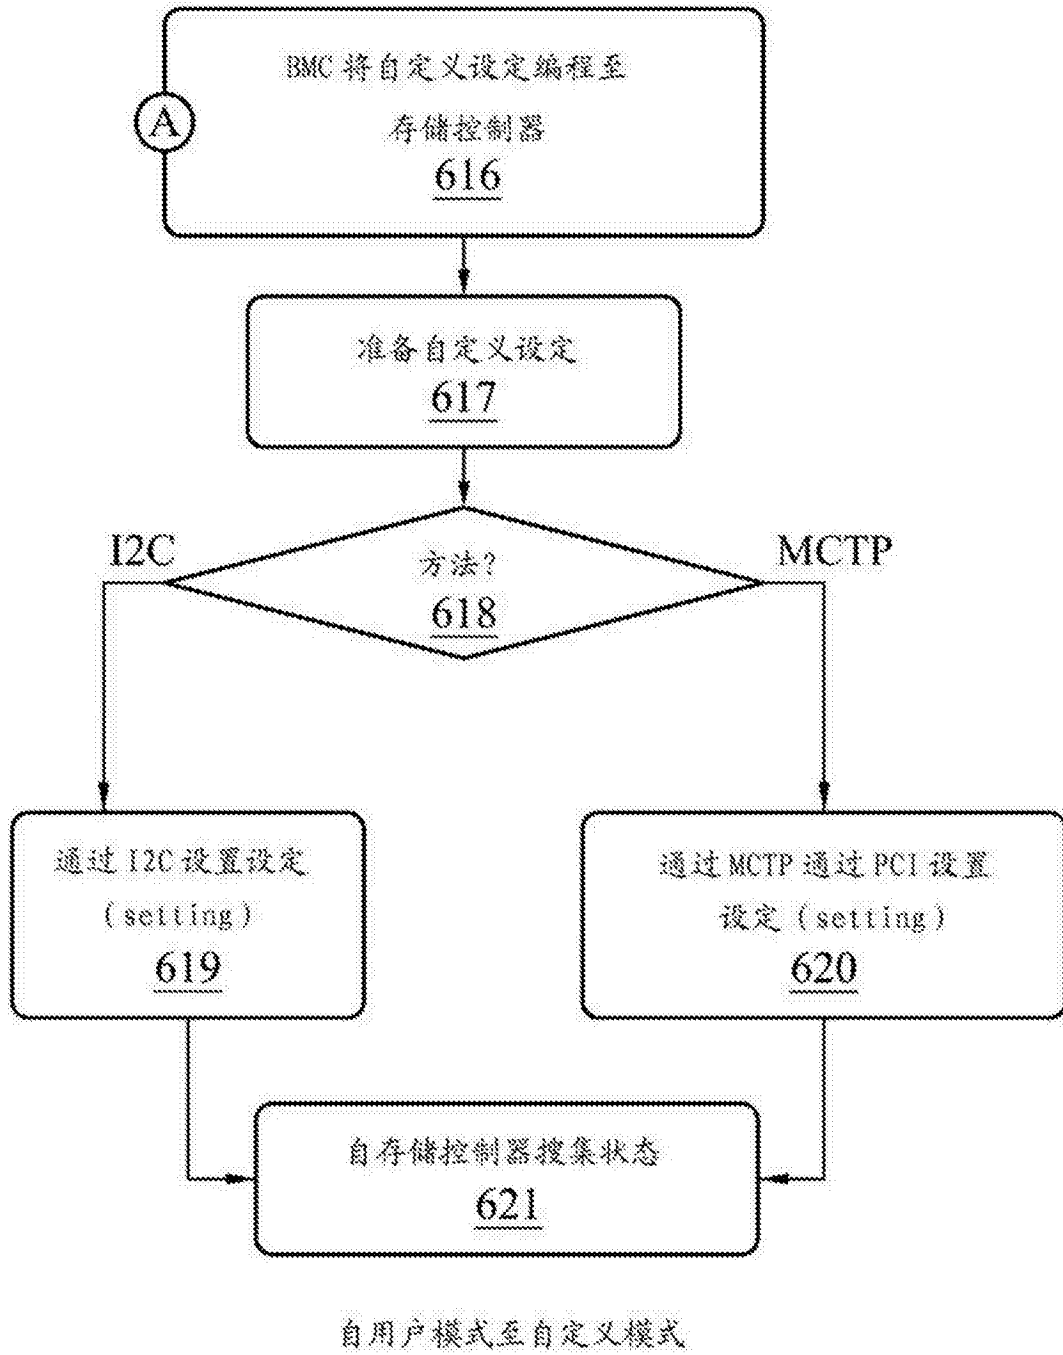 BMC 将自定义设定编程至
存储控制器
A
616
准备自定义设定
617
I2C
MCTP
方法?
618
通过 I2C 设置设定
(setting)
619
通过 MCTP 通过 PCI 设置
设定 (setting)
620
自存储控制器搜集状态
621
自用户模式至自定义模式